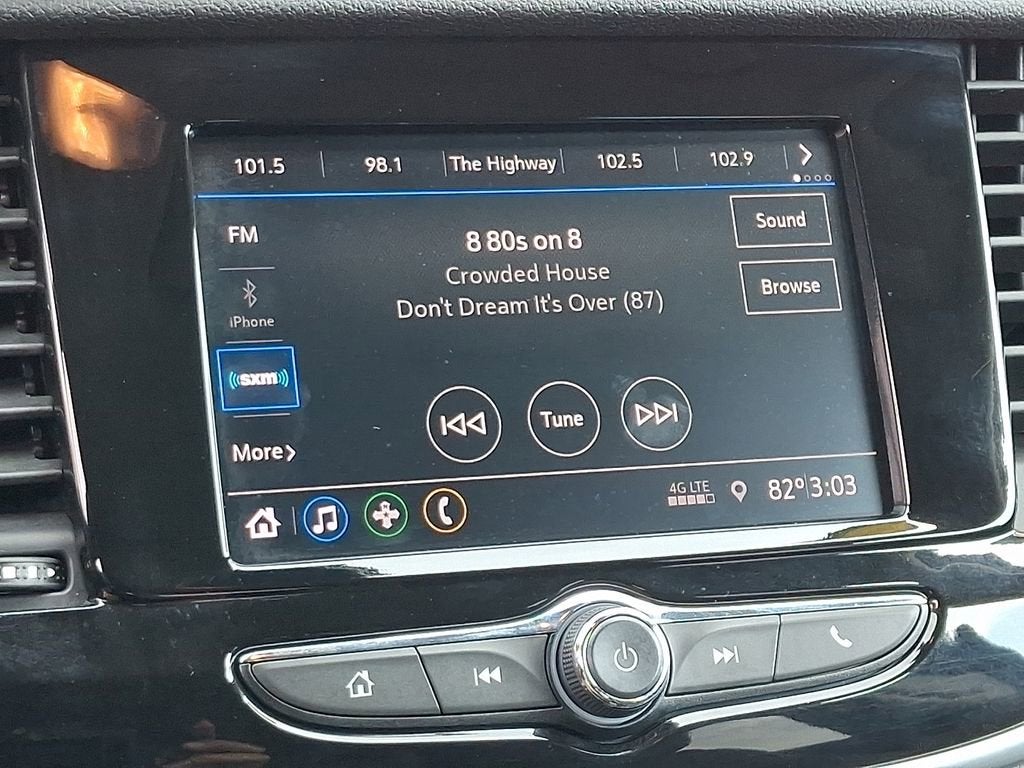 101.5 98.1 The Highway 102.5 102.9
FM
8 80s on 8
Sound
Crowded House
Don't Dream It's Over (87)
Browse
iPhone
sxm
Tune
More
4G LTE
82° 3:03